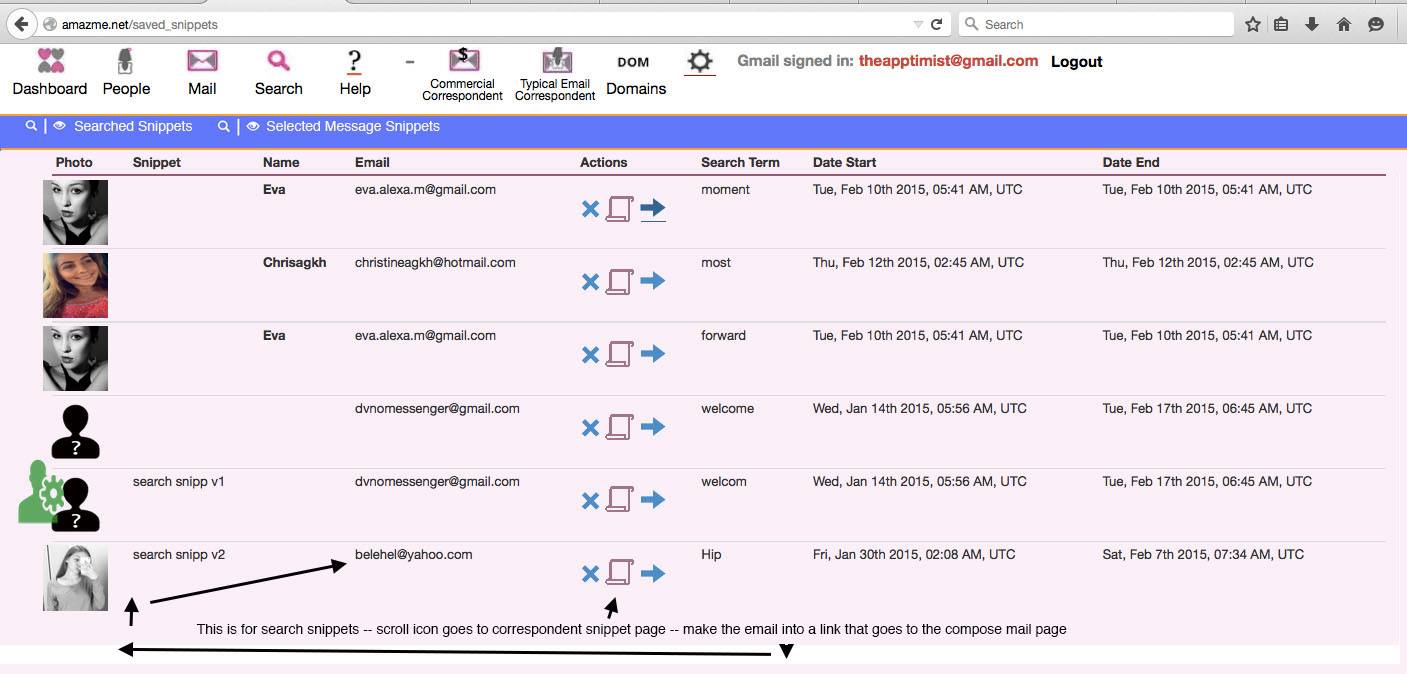 amazme.net/saved_snippets
Search
? $ DOM Gmail signed in: theapptimist@gmail.com Logout
Dashboard People Mail Search Help - Commercial Correspondent Typical Email Correspondent Domains
Searched Snippets Selected Message Snippets
Photo Snippet Name Email Actions Search Term Date Start Date End
Eva eva.alexa.m@gmail.com moment Tue, Feb 10th 2015, 05:41 AM, UTC Tue, Feb 10th 2015, 05:41 AM, UTC
Chrisagkh christineagkh@hotmail.com most Thu, Feb 12th 2015, 02:45 AM, UTC Thu, Feb 12th 2015, 02:45 AM, UTC
Eva eva.alexa.m@gmail.com forward Tue, Feb 10th 2015, 05:41 AM, UTC Tue, Feb 10th 2015, 05:41 AM, UTC
? dvnomessenger@gmail.com welcome Wed, Jan 14th 2015, 05:56 AM, UTC Tue, Feb 17th 2015, 06:45 AM, UTC
? search snipp v1 dvnomessenger@gmail.com welcom Wed, Jan 14th 2015, 05:56 AM, UTC Tue, Feb 17th 2015, 06:45 AM, UTC
search snipp v2 belehel@yahoo.com Hip Fri, Jan 30th 2015, 02:08 AM, UTC Sat, Feb 7th 2015, 07:34 AM, UTC
This is for search snippets -- scroll icon goes to correspondent snippet page -- make the email into a link that goes to the compose mail page